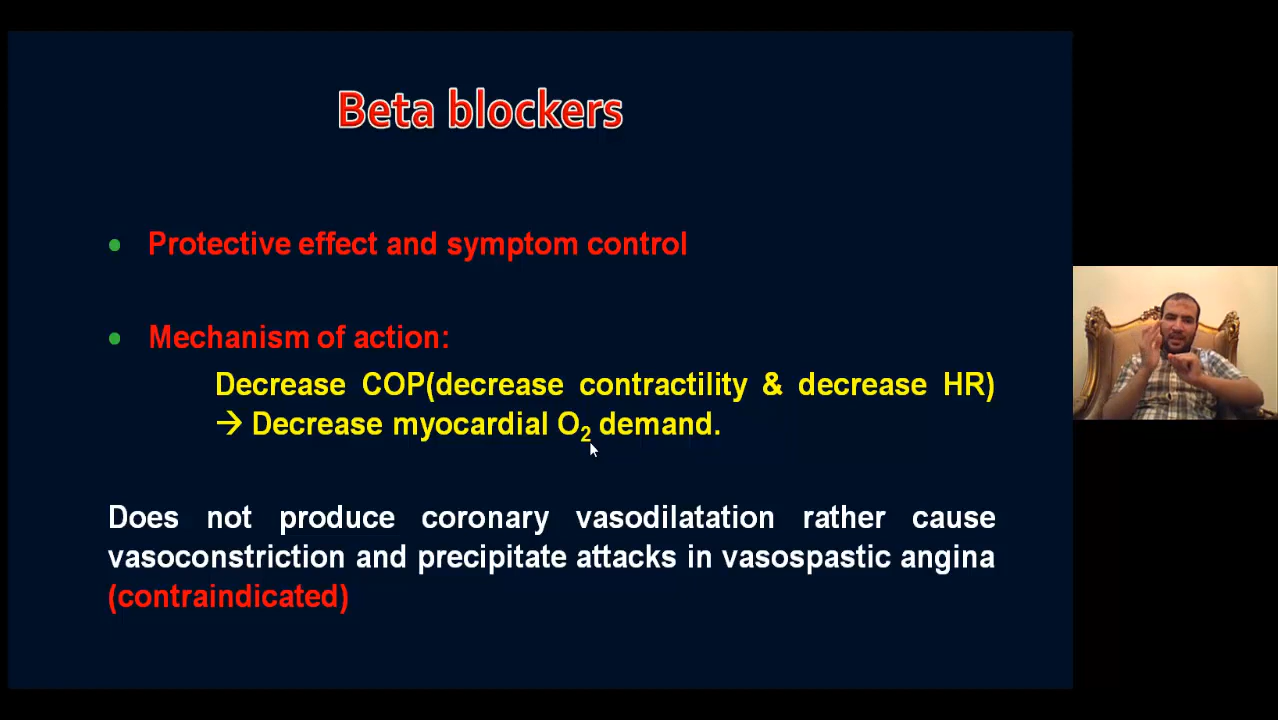 Beta blockers
• Protective effect and symptom control
• Mechanism of action:
Decrease COP(decrease contractility & decrease HR)
→ Decrease myocardial O₂ demand.
Does not produce coronary vasodilatation rather cause
vasoconstriction and precipitate attacks in vasospastic angina
(contraindicated)